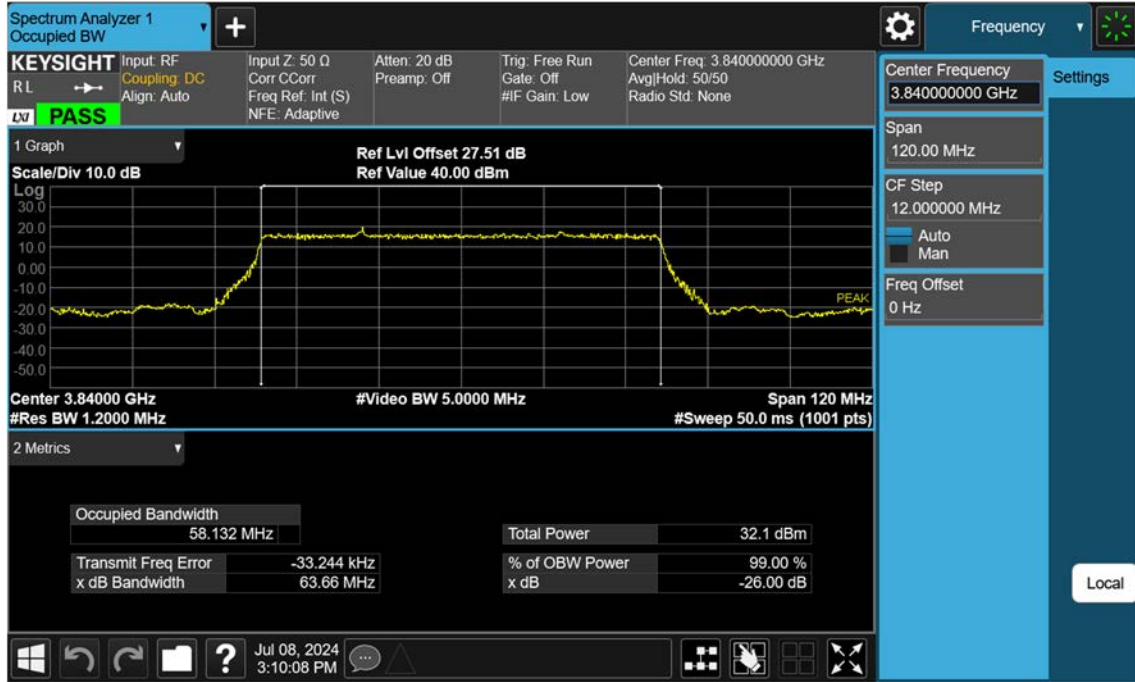 Spectrum Analyzer 1
Occupied BW
Frequency
KEYSIGHT
R L
LXI PASS
Input: RF
Coupling: DC
Align: Auto
Input Z: 50 Ω
Corr CCorr
Freq Ref: Int (S)
NFE: Adaptive
Atten: 20 dB
Preamp: Off
Trig: Free Run
Gate: Off
#IF Gain: Low
Center Freq: 3.840000000 GHz
Avg|Hold: 50/50
Radio Std: None
Center Frequency
3.840000000 GHz
Settings
Span
120.00 MHz
CF Step
12.000000 MHz
Auto
Man
Freq Offset
0 Hz
Local
1 Graph
Scale/Div 10.0 dB
Ref Lvl Offset 27.51 dB
Ref Value 40.00 dBm
Log
30.0
20.0
10.0
0.00
-10.0
-20.0
-30.0
-40.0
-50.0
PEAK
Center 3.84000 GHz
#Video BW 5.0000 MHz
Span 120 MHz
#Res BW 1.2000 MHz
#Sweep 50.0 ms (1001 pts)
2 Metrics
Occupied Bandwidth
58.132 MHz
Total Power 32.1 dBm
Transmit Freq Error -33.244 kHz
% of OBW Power 99.00 %
x dB Bandwidth 63.66 MHz
x dB -26.00 dB
?
Jul 08, 2024
3:10:08 PM